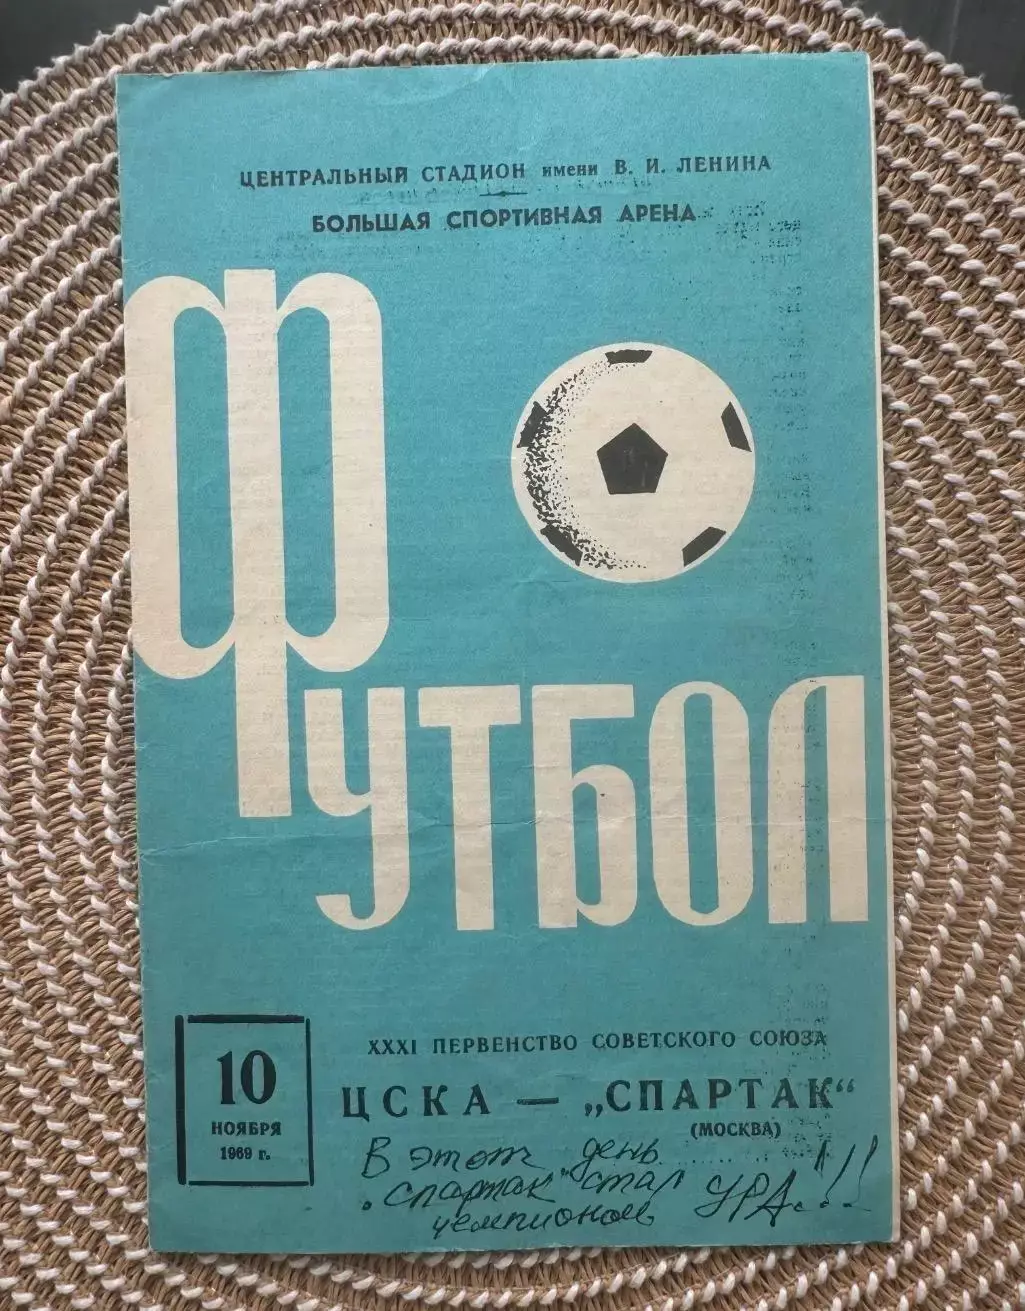 ЦЕНТРАЛЬНЫЙ СТАДИОН имени В. И. ЛЕНИНА
БОЛЬШАЯ СПОРТИВНАЯ АРЕНА
ФУТБОЛ
10
НОЯБРЯ
1969 г.
XXXI ПЕРВЕНСТВО СОВЕТСКОГО СОЮЗА
ЦСКА — „СПАРТАК“
(МОСКВА)
В этот день
„Спартак" стал
чемпионом УРА!!!